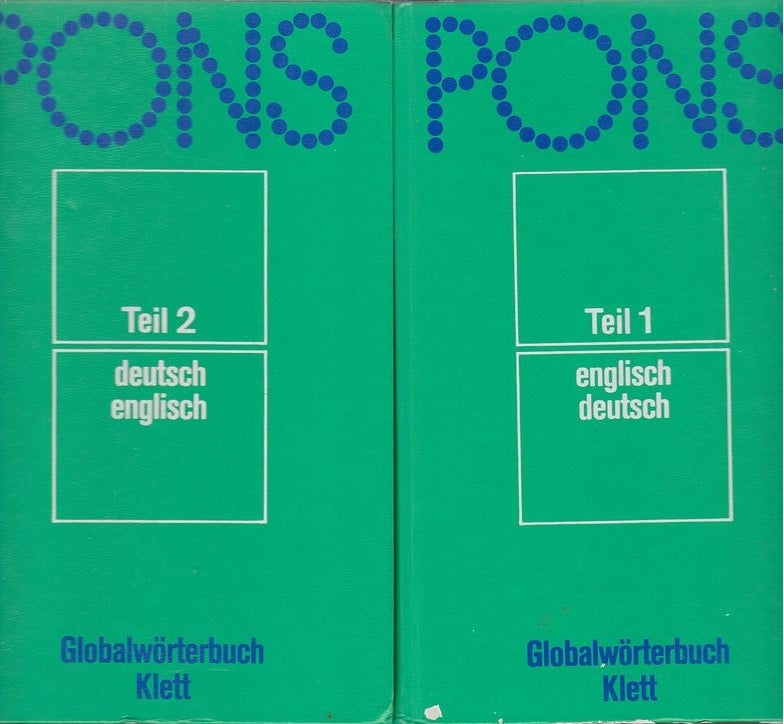 PONS
Teil 2
deutsch
englisch
Globalwörterbuch
Klett
PONS
Teil 1
englisch
deutsch
Globalwörterbuch
Klett